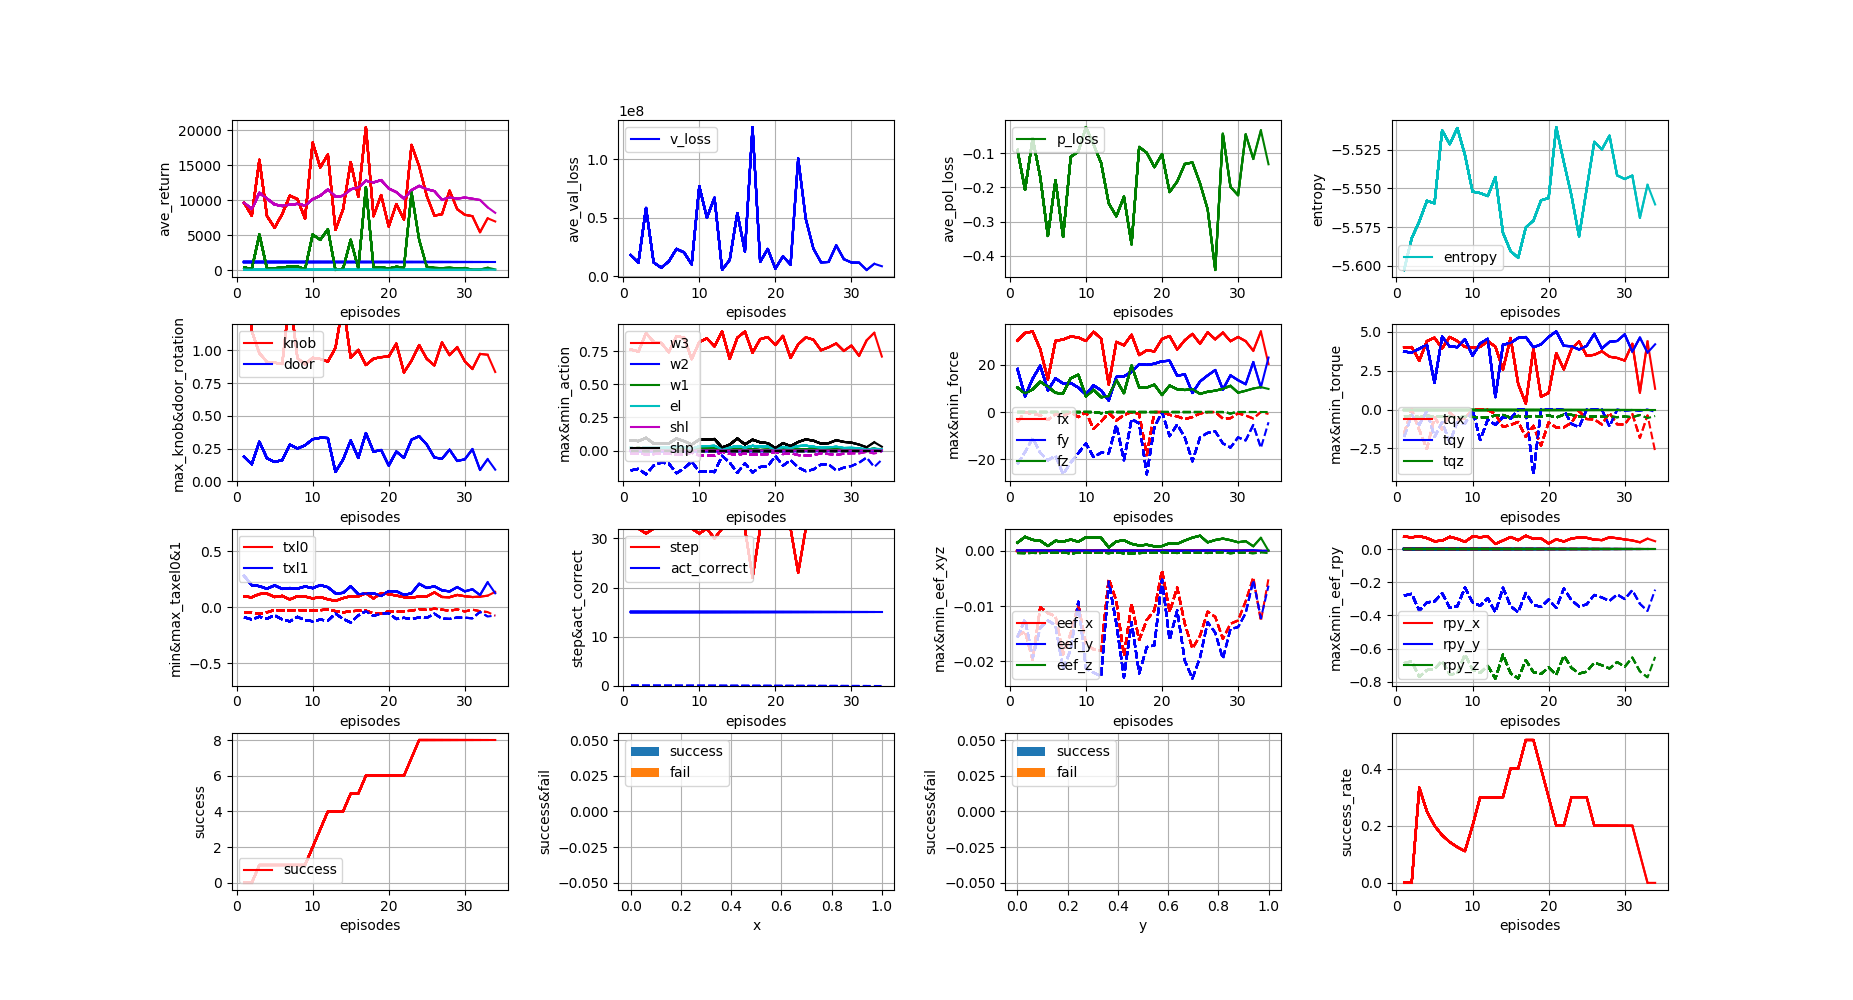 ave_return
20000
15000
10000
5000
0
0 10 20 30
episodes
1e8
ave_val_loss
v_loss
1.0
0.5
0.0
0 10 20 30
episodes
ave_pol_loss
p_loss
−0.1
−0.2
−0.3
−0.4
0 10 20 30
episodes
entropy
−5.525
−5.550
−5.575
−5.600
entropy
0 10 20 30
episodes
max_knob&door_rotation
knob
door
1.00
0.75
0.50
0.25
0.00
0 10 20 30
episodes
max&min_action
w3
w2
w1
el
shl
shp
0.75
0.50
0.25
0.00
0 10 20 30
episodes
max&min_force
20
0
−20
fx
fy
fz
0 10 20 30
episodes
max&min_torque
5.0
2.5
0.0
−2.5
tqx
tqy
tqz
0 10 20 30
episodes
min&max_taxel0&1
txl0
txl1
0.5
0.0
−0.5
0 10 20 30
episodes
step&act_correct
step
act_correct
30
20
10
0
0 10 20 30
episodes
max&min_eef_xyz
0.00
−0.01
−0.02
eef_x
eef_y
eef_z
0 10 20 30
episodes
max&min_eef_rpy
0.0
−0.2
−0.4
−0.6
−0.8
rpy_x
rpy_y
rpy_z
0 10 20 30
episodes
success
8
6
4
2
0
success
0 10 20 30
episodes
success&fail
success
fail
0.050
0.025
0.000
−0.025
−0.050
0.0 0.2 0.4 0.6 0.8 1.0
x
success&fail
success
fail
0.050
0.025
0.000
−0.025
−0.050
0.0 0.2 0.4 0.6 0.8 1.0
y
success_rate
0.4
0.2
0.0
0 10 20 30
episodes